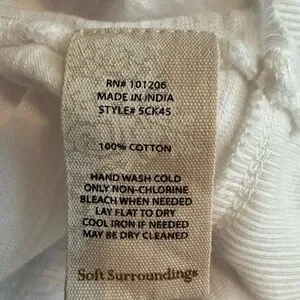 RN# 101206
MADE IN INDIA
STYLE# 5CK45
100% COTTON
HAND WASH COLD
ONLY NON-CHLORINE
BLEACH WHEN NEEDED
LAY FLAT TO DRY
COOL IRON IF NEEDED
MAY BE DRY CLEANED
Soft Surroundings